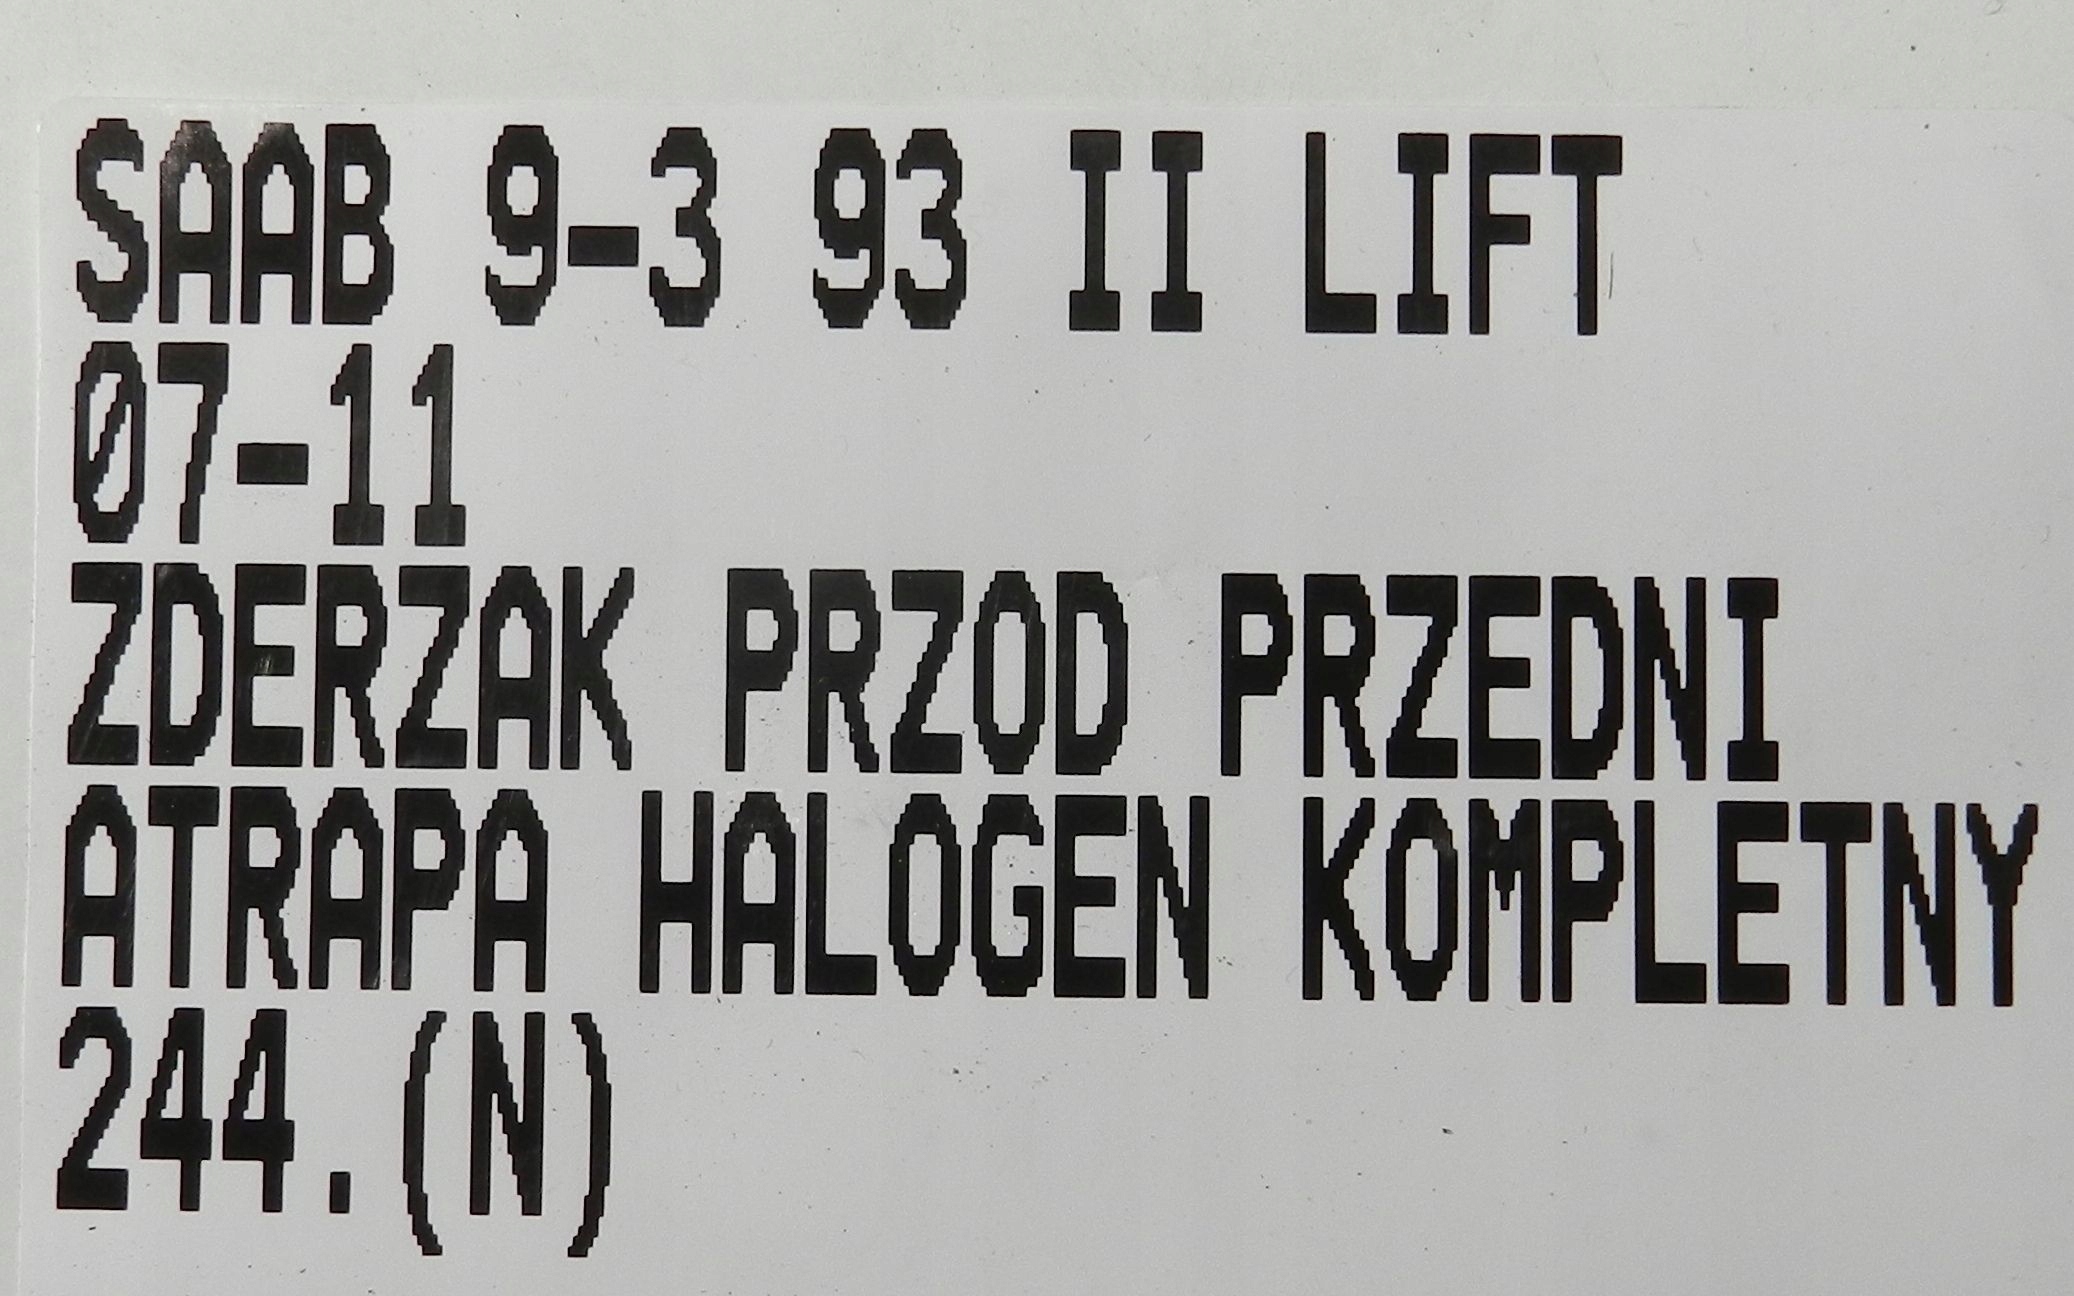 SAAB 9-3 93 II LIFT
07-11
ZDERZAK PRZOD PRZEDNI
ATRAPA HALOGEN KOMPLETNY
244.(N)